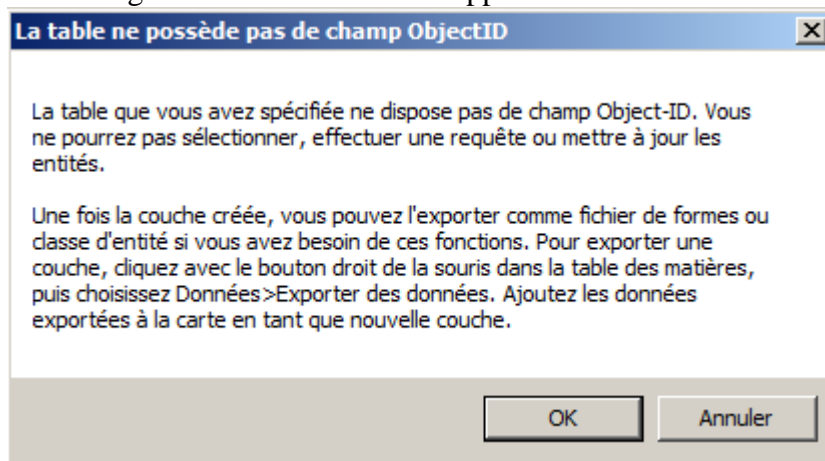 La table ne possède pas de champ ObjectID
La table que vous avez spécifiée ne dispose pas de champ Object-ID. Vous
ne pourrez pas sélectionner, effectuer une requête ou mettre à jour les
entités.
Une fois la couche créée, vous pouvez l'exporter comme fichier de formes ou
classe d'entité si vous avez besoin de ces fonctions. Pour exporter une
couche, cliquez avec le bouton droit de la souris dans la table des matières,
puis choisissez Données>Exporter des données. Ajoutez les données
exportées à la carte en tant que nouvelle couche.
OK Annuler